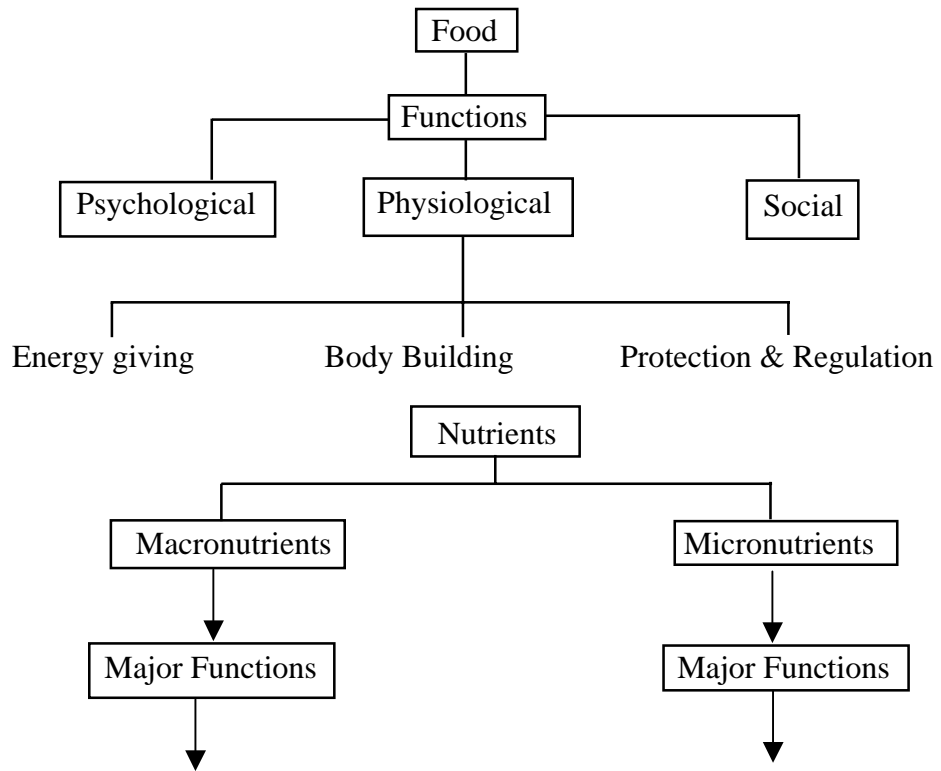 Food
Functions
Psychological
Physiological
Social
Energy giving
Body Building
Protection & Regulation
Nutrients
Macronutrients
Micronutrients
Major Functions
Major Functions